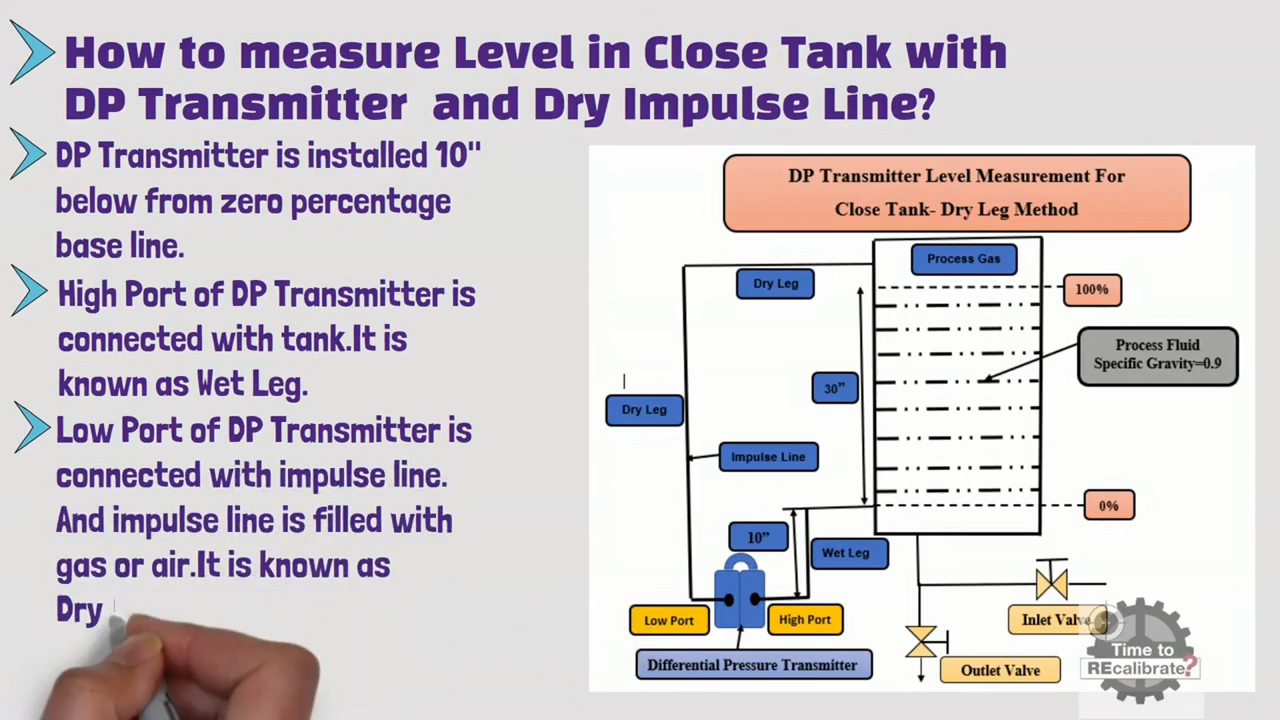 How to measure Level in Close Tank with
DP Transmitter and Dry Impulse Line?
DP Transmitter is installed 10"
below from zero percentage
base line.
High Port of DP Transmitter is
connected with tank.It is
known as Wet Leg.
Low Port of DP Transmitter is
connected with impulse line.
And impulse line is filled with
gas or air.It is known as
Dry
DP Transmitter Level Measurement For
Close Tank- Dry Leg Method
Process Gas
Dry Leg
100%
Process Fluid
Specific Gravity=0.9
30”
Dry Leg
Impulse Line
0%
10”
Wet Leg
Low Port
High Port
Inlet Valve
Differential Pressure Transmitter
Outlet Valve
Time to
REcalibrate?